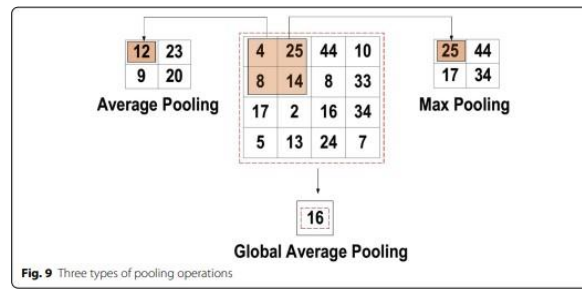 12 23
9 20
Average Pooling
4 25 44 10
8 14 8 33
17 2 16 34
5 13 24 7
25 44
17 34
Max Pooling
16
Global Average Pooling
Fig. 9 Three types of pooling operations